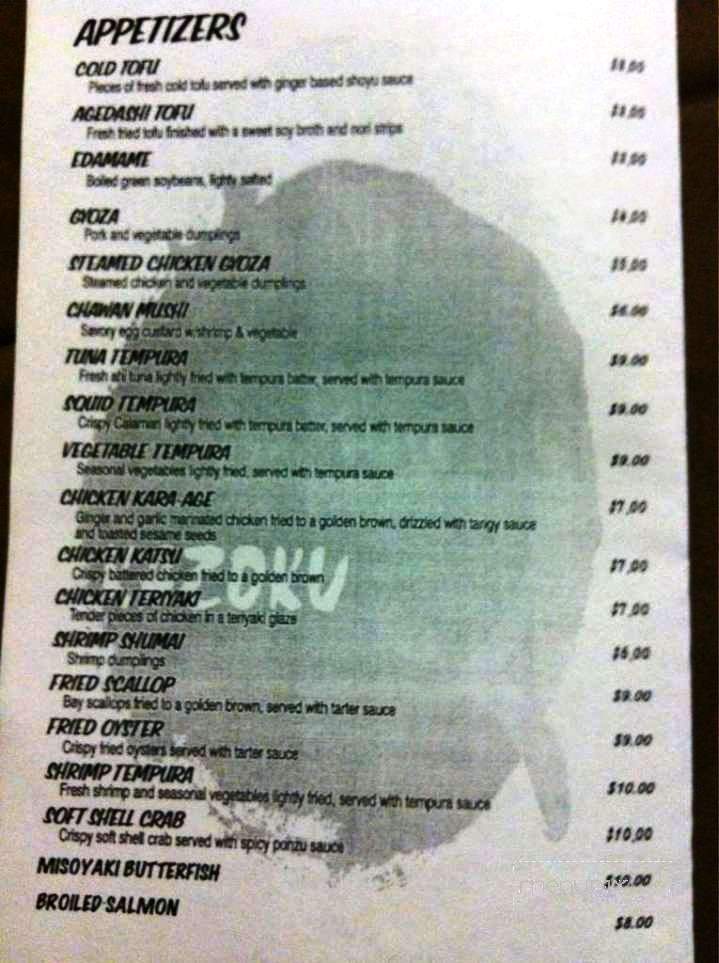 APPETIZERS
COLD TOFU
Pieces of fresh cold tofu served with ginger based shoyu sauce
AGEDASHI TOFU
Fresh fried tofu finished with a sweet soy broth and nori strips
EDAMAME
Boiled green soybeans, lightly salted
GYOZA $4.00
Pork and vegetable dumplings
STEAMED CHICKEN GYOZA $5.00
Steamed chicken and vegetable dumplings
CHAWAN MUSHI $6.00
Savory egg custard w/shrimp & vegetable
TUNA TEMPURA $9.00
Fresh ahi tuna lightly fried with tempura batter, served with tempura sauce
SQUID TEMPURA $9.00
Crispy Calamari lightly fried with tempura batter, served with tempura sauce
VEGETABLE TEMPURA $9.00
Seasonal vegetables lightly fried, served with tempura sauce
CHICKEN KARA-AGE $7.00
Ginger and garlic marinated chicken fried to a golden brown, drizzled with tangy sauce
and toasted sesame seeds
CHICKEN KATSU $7.00
Crispy battered chicken fried to a golden brown
ZOKU
CHICKEN TERIYAKI $7.00
Tender pieces of chicken in a teriyaki glaze
SHRIMP SHUMAI
Shrimp dumplings
FRIED SCALLOP $9.00
Bay scallops fried to a golden brown, served with tarter sauce
FRIED OYSTER $9.00
Crispy fried oysters served with tarter sauce
SHRIMP TEMPURA $10.00
Fresh shrimp and seasonal vegetables lightly fried, served with tempura sauce
SOFT SHELL CRAB $10.00
Crispy soft shell crab served with spicy ponzu sauce
MISOYAKI BUTTERFISH $10.00
BROILED SALMON $8.00